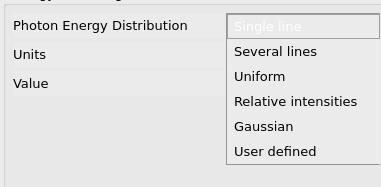 Photon Energy Distribution
Single line
Several lines
Units
Uniform
Value
Relative intensities
Gaussian
User defined